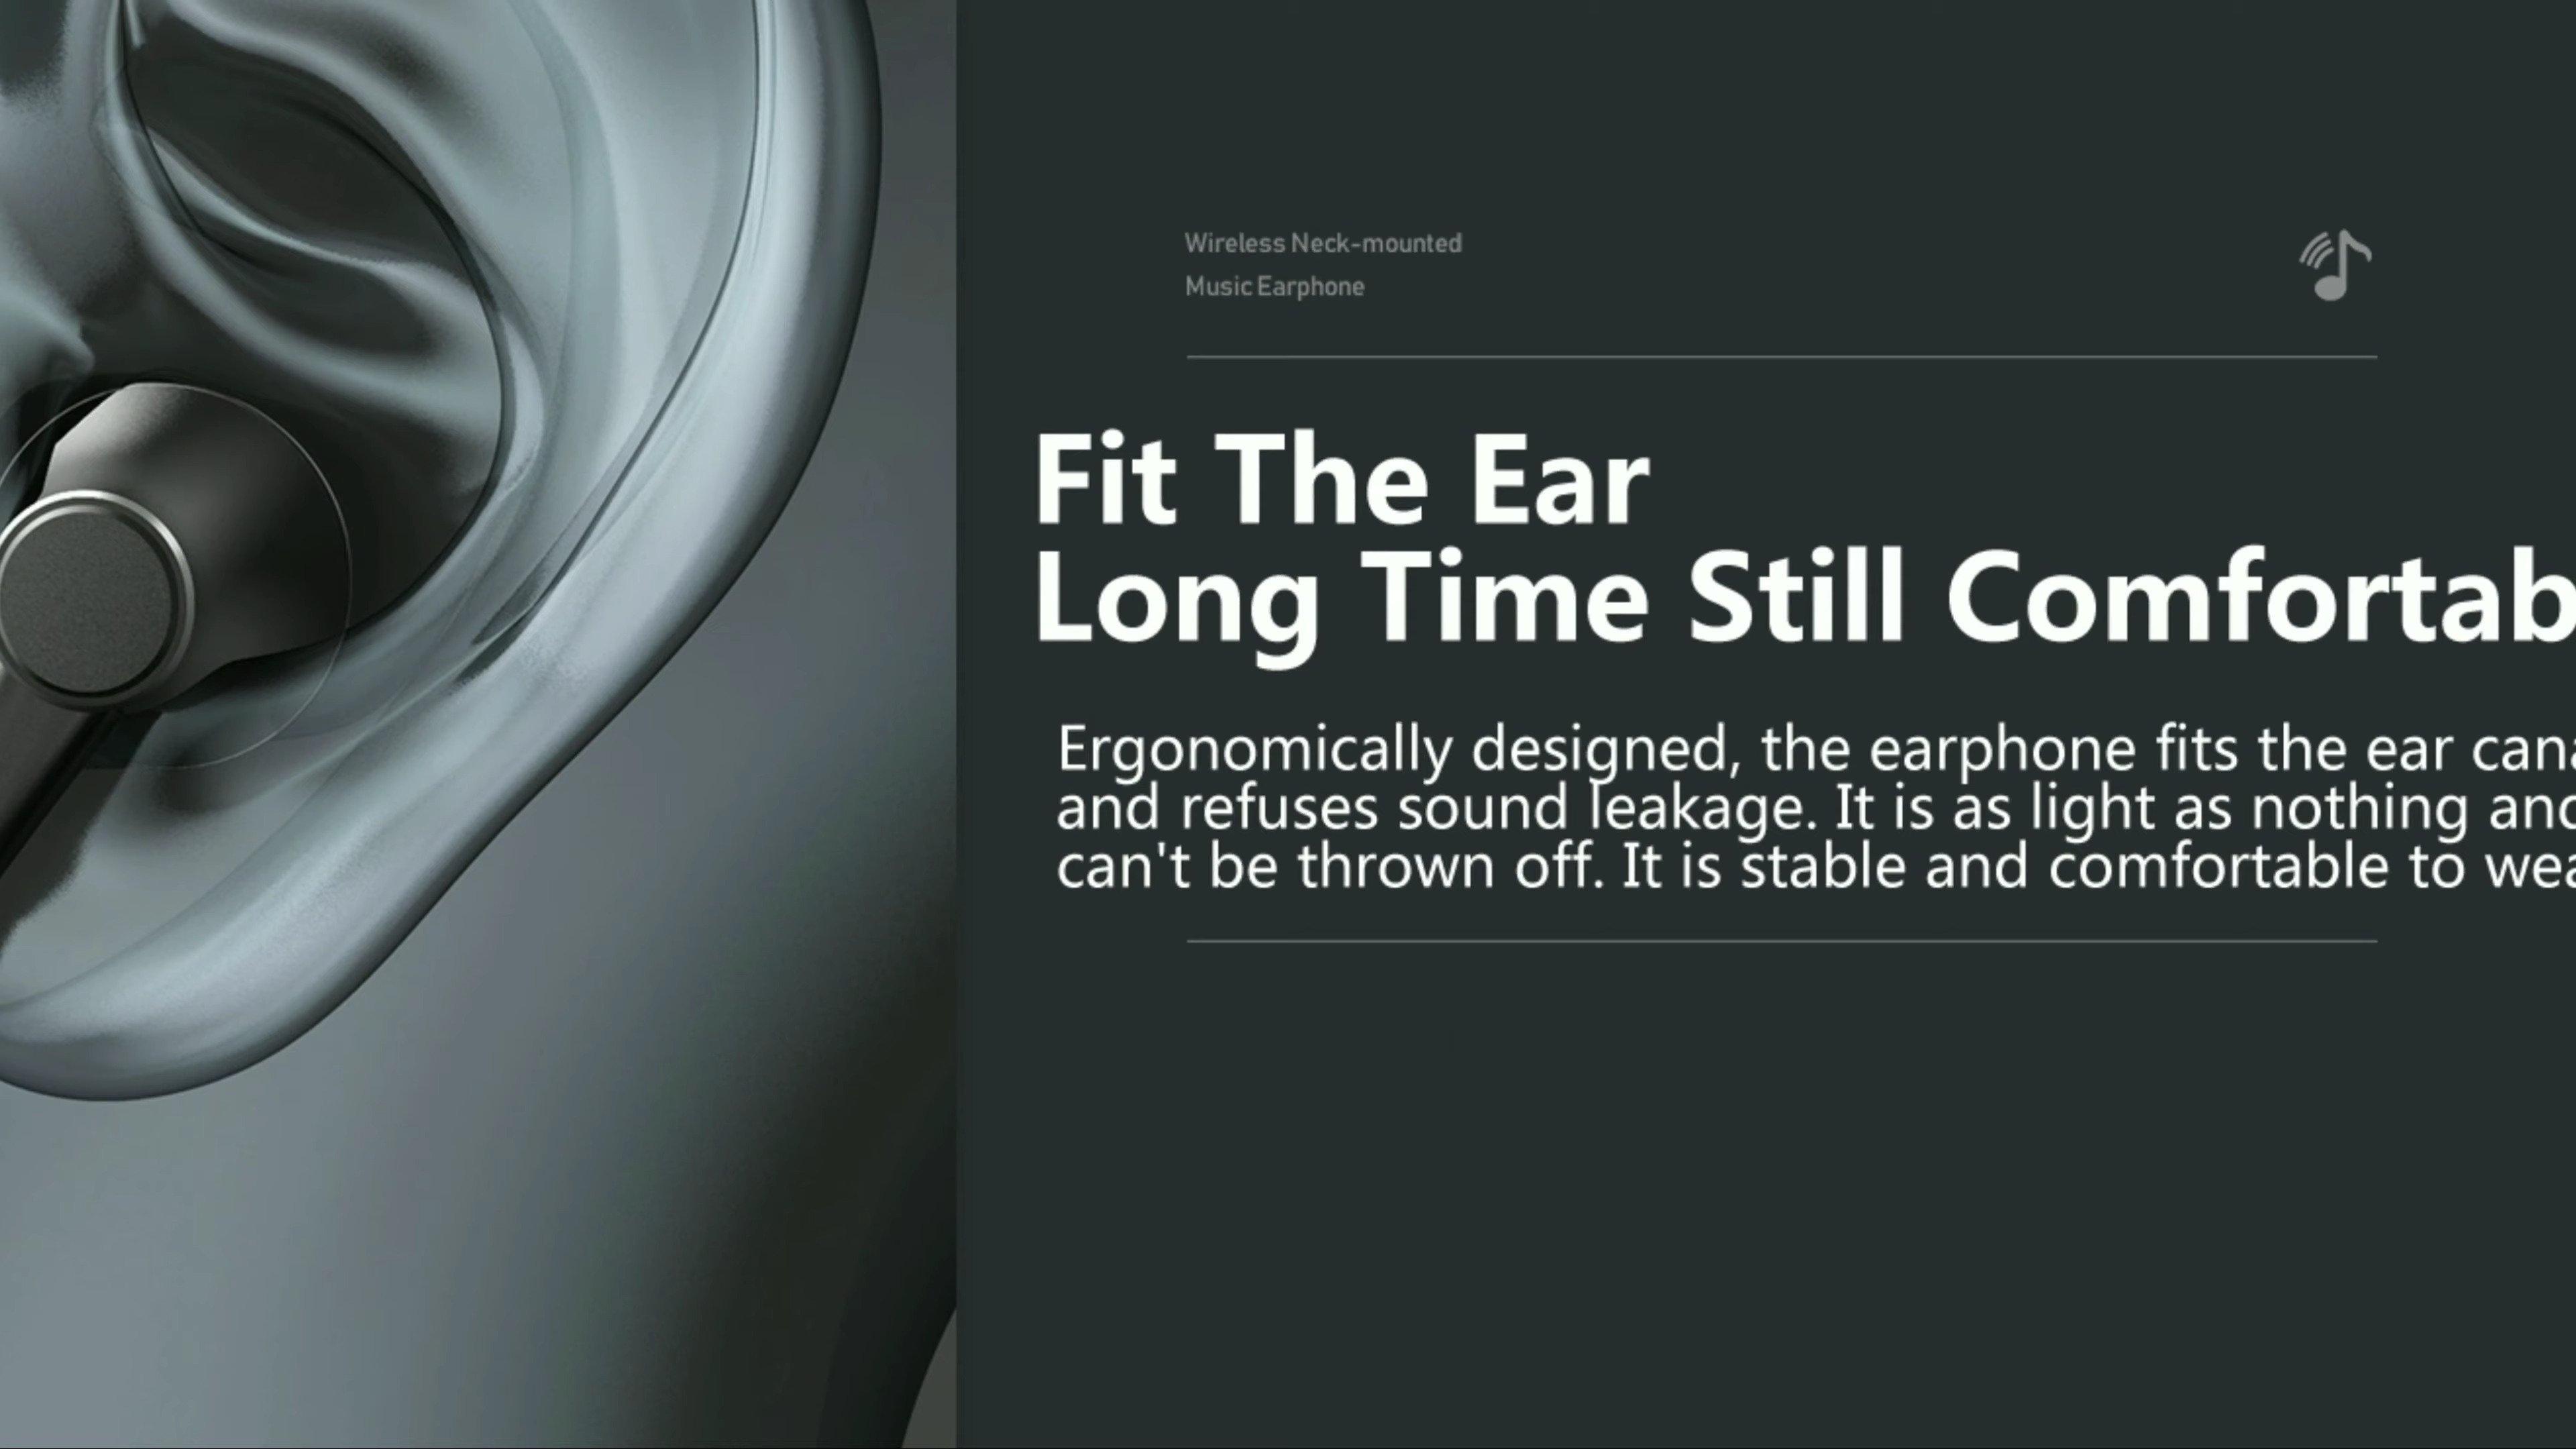 Wireless Neck-mounted
Music Earphone
Fit The Ear
Long Time Still Comfortab
Ergonomically designed, the earphone fits the ear cana
and refuses sound leakage. It is as light as nothing and
can't be thrown off. It is stable and comfortable to wea